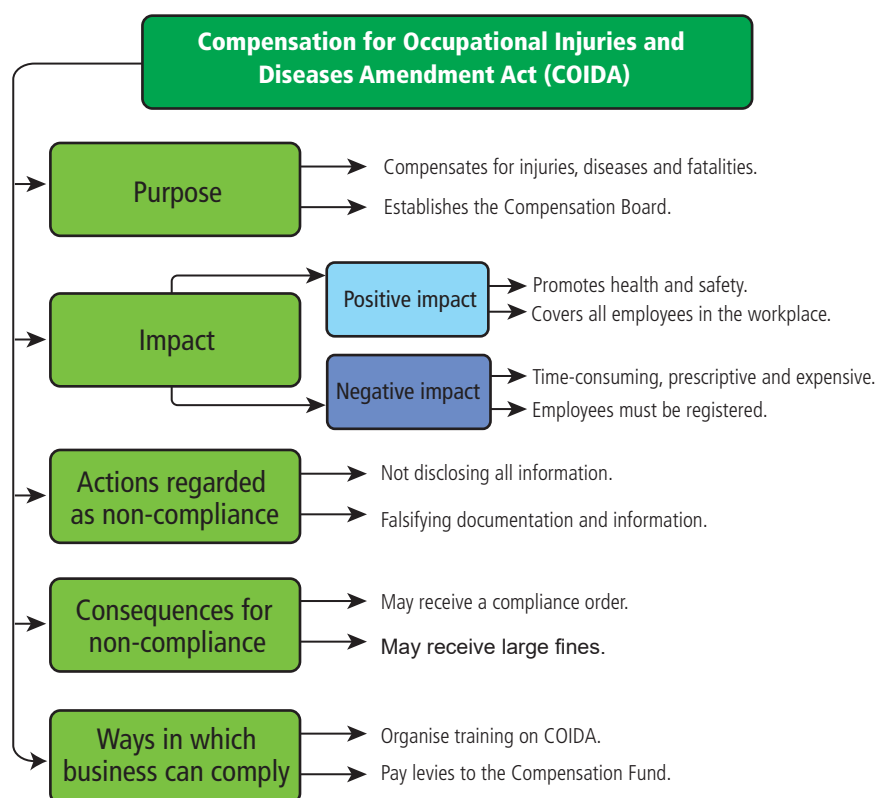 Compensation for Occupational Injuries and
Diseases Amendment Act (COIDA)
Purpose
Compensates for injuries, diseases and fatalities.
Establishes the Compensation Board.
Impact
Positive impact
Promotes health and safety.
Covers all employees in the workplace.
Negative impact
Time-consuming, prescriptive and expensive.
Employees must be registered.
Actions regarded
as non-compliance
Not disclosing all information.
Falsifying documentation and information.
Consequences for
non-compliance
May receive a compliance order.
May receive large fines.
Ways in which
business can comply
Organise training on COIDA.
Pay levies to the Compensation Fund.